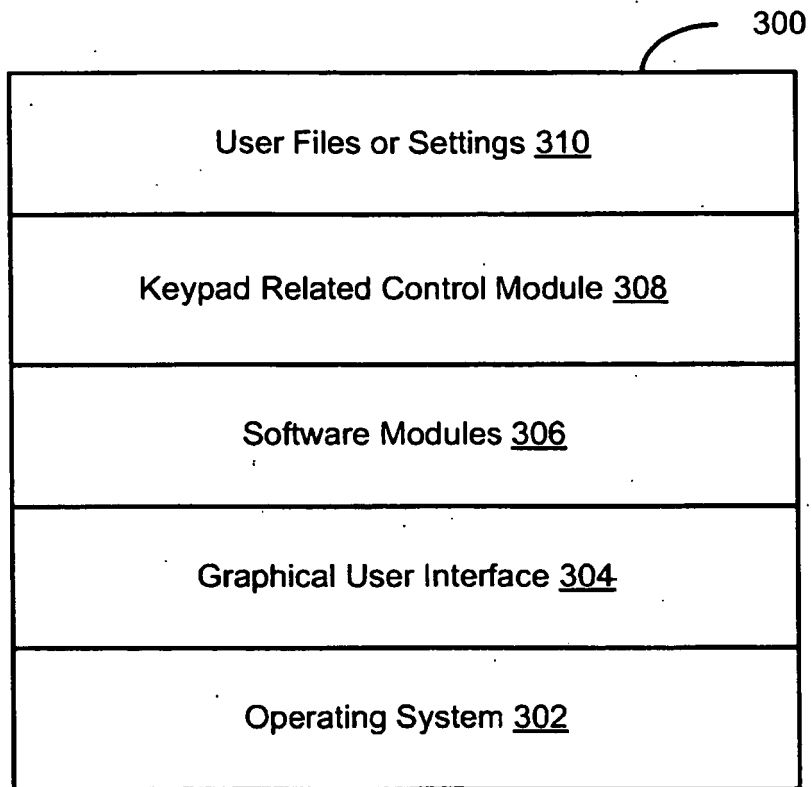 300
User Files or Settings 310
Keypad Related Control Module 308
Software Modules 306
Graphical User Interface 304
Operating System 302